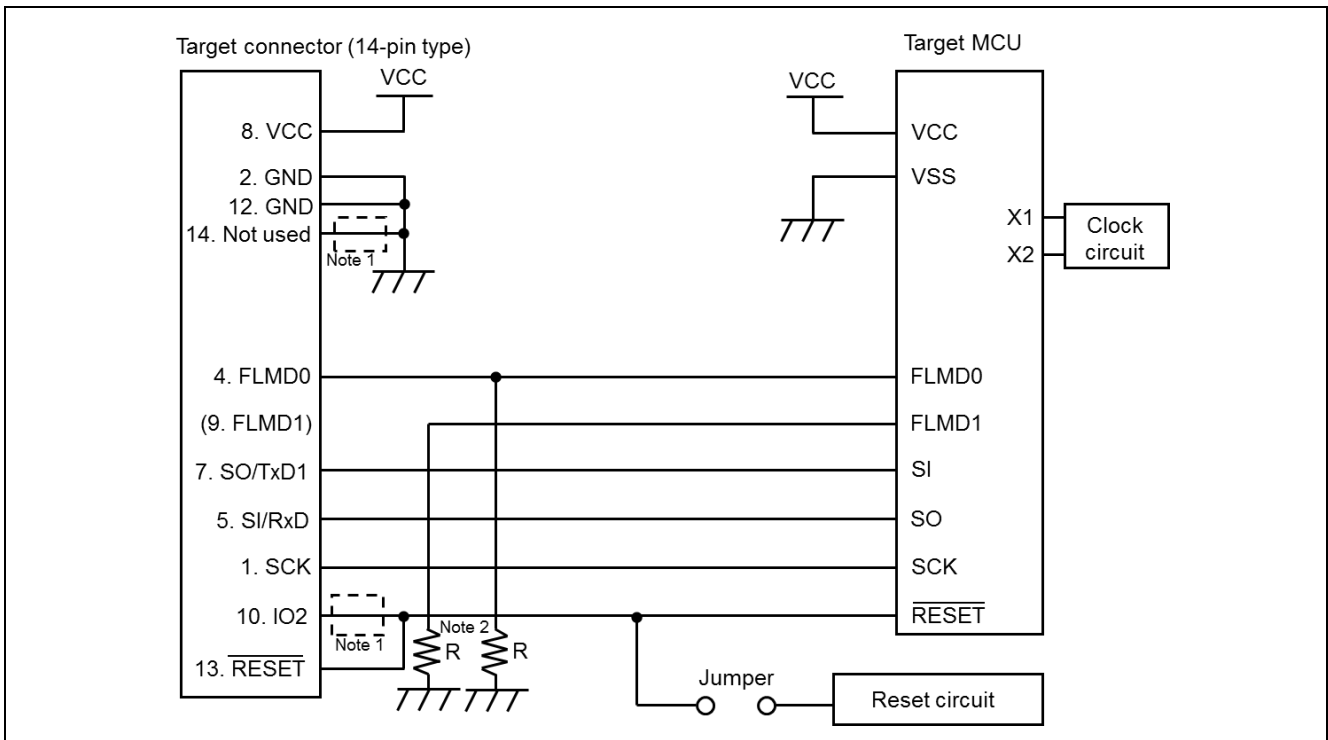 Target connector (14-pin type)
VCC
8. VCC
2. GND
12. GND
14. Not used
Note 1
4. FLMD0
(9. FLMD1)
7. SO/TxD1
5. SI/RxD
1. SCK
10. IO2
Note 1
13. RESET
Note 2
R
R
Target MCU
VCC
VCC
VSS
X1
X2
Clock
circuit
FLMD0
FLMD1
SI
SO
SCK
RESET
Jumper
Reset circuit